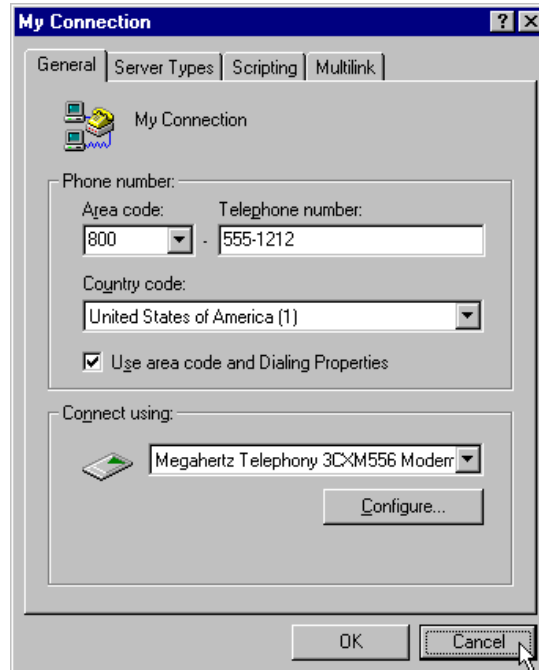 My Connection
General Server Types Scripting Multilink
My Connection
Phone number:
Area code: Telephone number:
800 - 555-1212
Country code:
United States of America (1)
Use area code and Dialing Properties
Connect using:
Megahertz Telephony 3CXM556 Modem
Configure...
OK Cancel